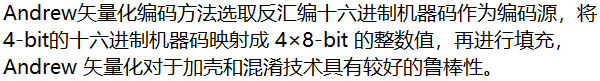 Andrew矢量化编码方法选取反汇编十六进制机器码作为编码源，将
4-bit的十六进制机器码映射成 4×8-bit 的整数值，再进行填充，
Andrew 矢量化对于加壳和混淆技术具有较好的鲁棒性。